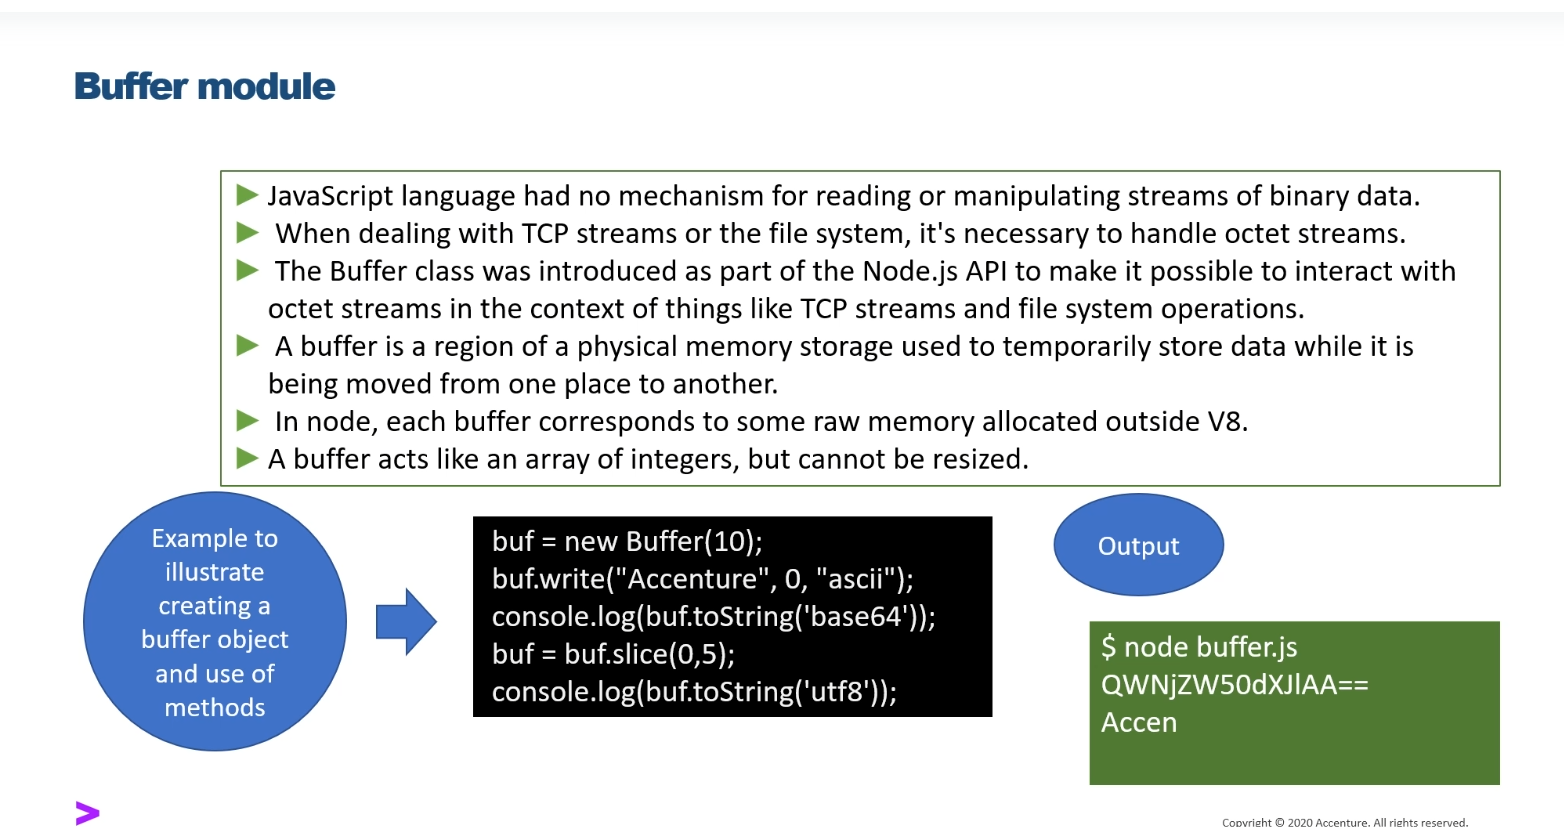 Buffer module
JavaScript language had no mechanism for reading or manipulating streams of binary data.
When dealing with TCP streams or the file system, it's necessary to handle octet streams.
The Buffer class was introduced as part of the Node.js API to make it possible to interact with
octet streams in the context of things like TCP streams and file system operations.
A buffer is a region of a physical memory storage used to temporarily store data while it is
being moved from one place to another.
In node, each buffer corresponds to some raw memory allocated outside V8.
A buffer acts like an array of integers, but cannot be resized.
Example to
illustrate
creating a
buffer object
and use of
methods
buf = new Buffer(10);
buf.write("Accenture", 0, "ascii");
console.log(buf.toString('base64'));
buf = buf.slice(0,5);
console.log(buf.toString('utf8'));
Output
$ node buffer.js
QWNjZW50dXJlAA==
Accen
Copyright © 2020 Accenture. All rights reserved.